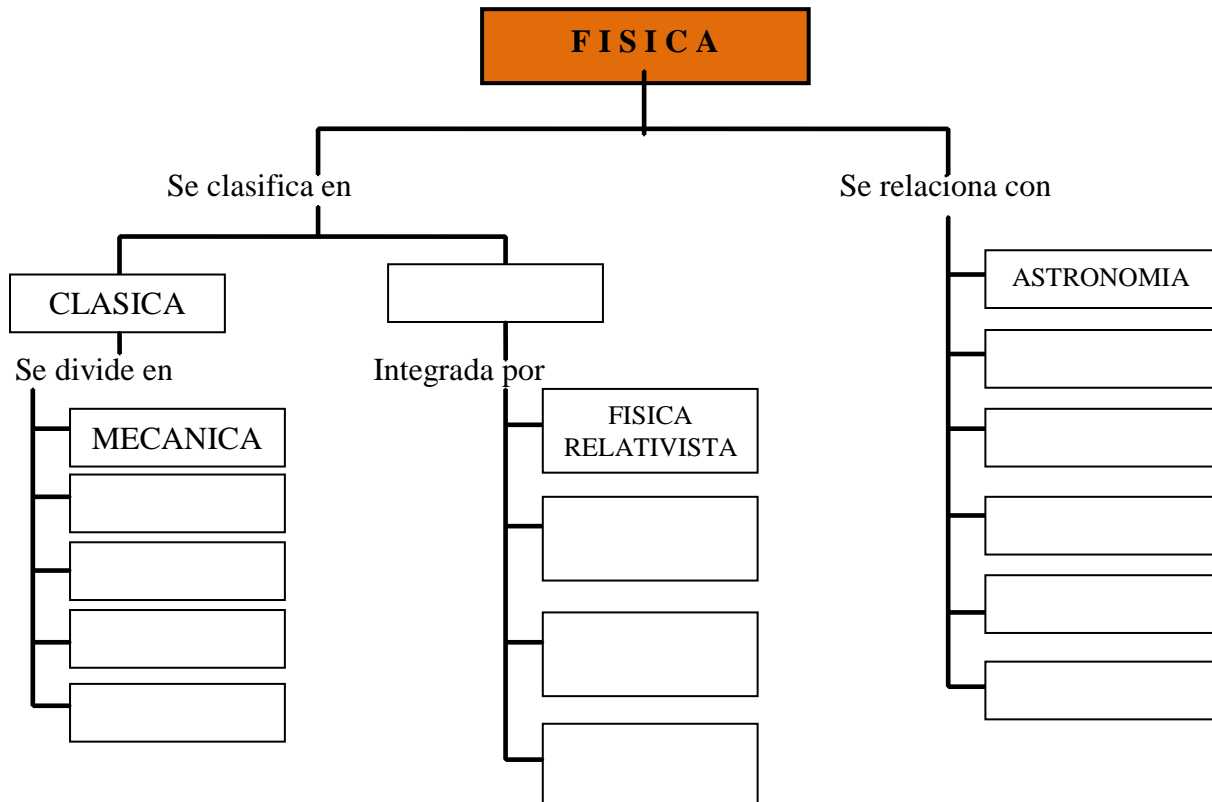 F I S I C A
Se clasifica en
Se relaciona con
CLASICA
ASTRONOMIA
Se divide en
Integrada por
MECANICA
FISICA
RELATIVISTA